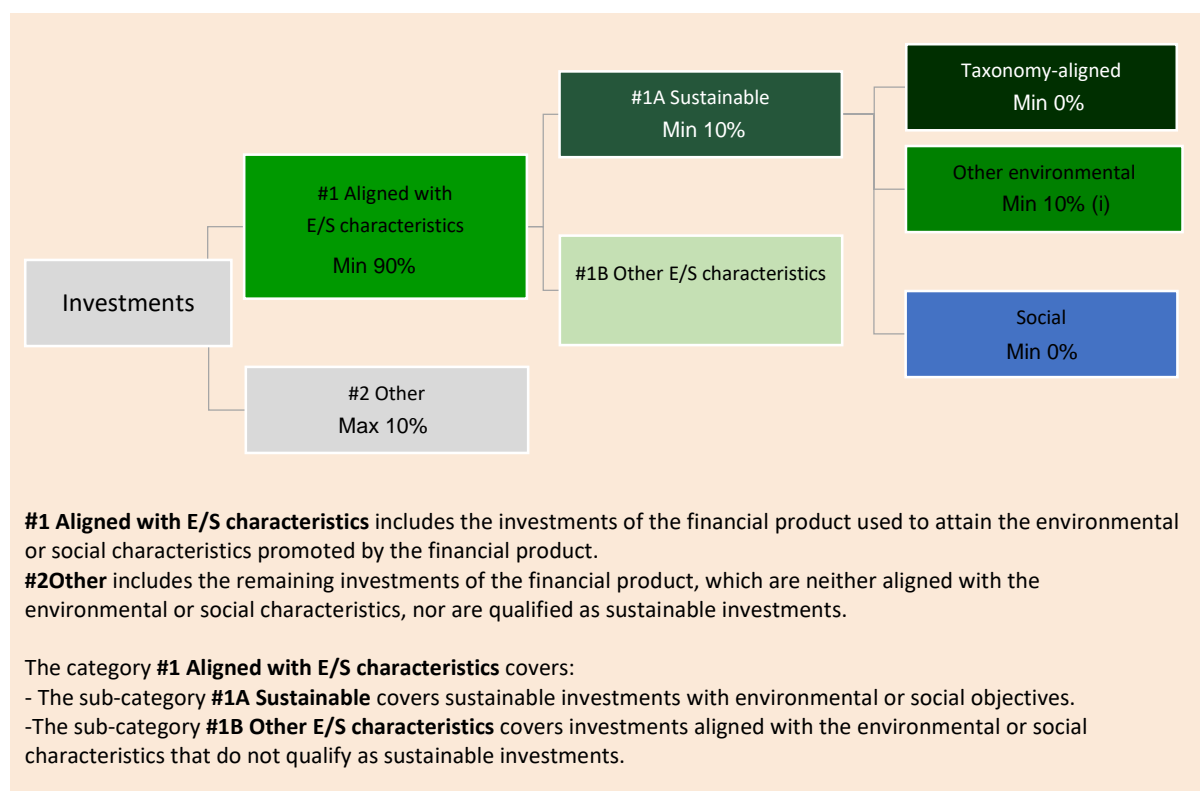 Investments
#1 Aligned with
E/S characteristics
Min 90%
#2 Other
Max 10%
#1A Sustainable
Min 10%
#1B Other E/S characteristics
Taxonomy-aligned
Min 0%
Other environmental
Min 10% (i)
Social
Min 0%
#1 Aligned with E/S characteristics includes the investments of the financial product used to attain the environmental
or social characteristics promoted by the financial product.
#2Other includes the remaining investments of the financial product, which are neither aligned with the
environmental or social characteristics, nor are qualified as sustainable investments.
The category #1 Aligned with E/S characteristics covers:
- The sub-category #1A Sustainable covers sustainable investments with environmental or social objectives.
-The sub-category #1B Other E/S characteristics covers investments aligned with the environmental or social
characteristics that do not qualify as sustainable investments.